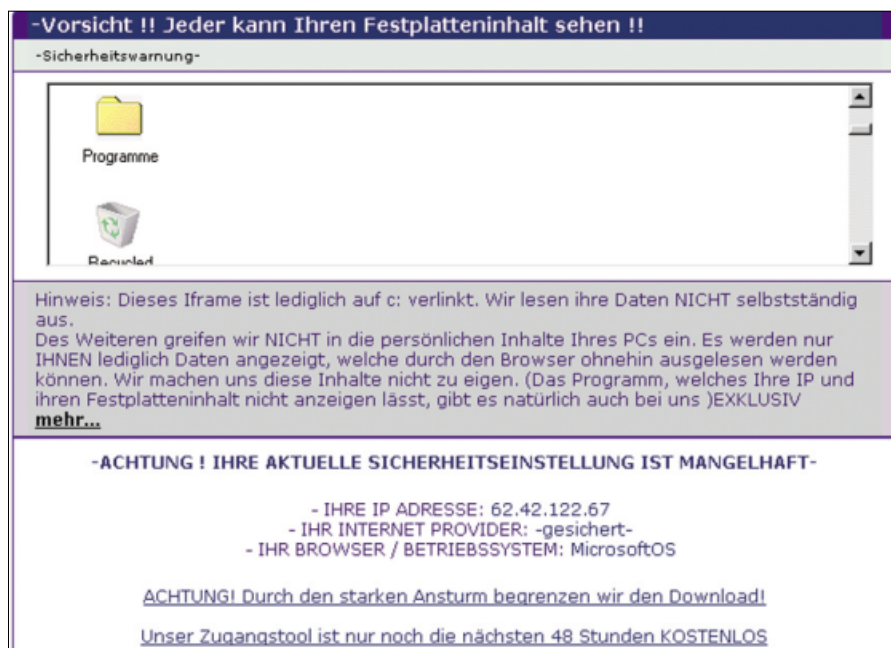 -Vorsicht !! Jeder kann Ihren Festplatteninhalt sehen !!
-Sicherheitswarnung-
Programme
Recycled
Hinweis: Dieses Iframe ist lediglich auf c: verlinkt. Wir lesen ihre Daten NICHT selbstständig
aus.
Des Weiteren greifen wir NICHT in die persönlichen Inhalte Ihres PCs ein. Es werden nur
IHNEN lediglich Daten angezeigt, welche durch den Browser ohnehin ausgelesen werden
können. Wir machen uns diese Inhalte nicht zu eigen. (Das Programm, welches Ihre IP und
ihren Festplatteninhalt nicht anzeigen lässt, gibt es natürlich auch bei uns )EXKLUSIV
mehr...
-ACHTUNG ! IHRE AKTUELLE SICHERHEITSEINSTELLUNG IST MANGELHAFT-
- IHRE IP ADRESSE: 62.42.122.67
- IHR INTERNET PROVIDER: -gesichert-
- IHR BROWSER / BETRIEBSSYSTEM: MicrosoftOS
ACHTUNG! Durch den starken Ansturm begrenzen wir den Download!
Unser Zugangstool ist nur noch die nächsten 48 Stunden KOSTENLOS